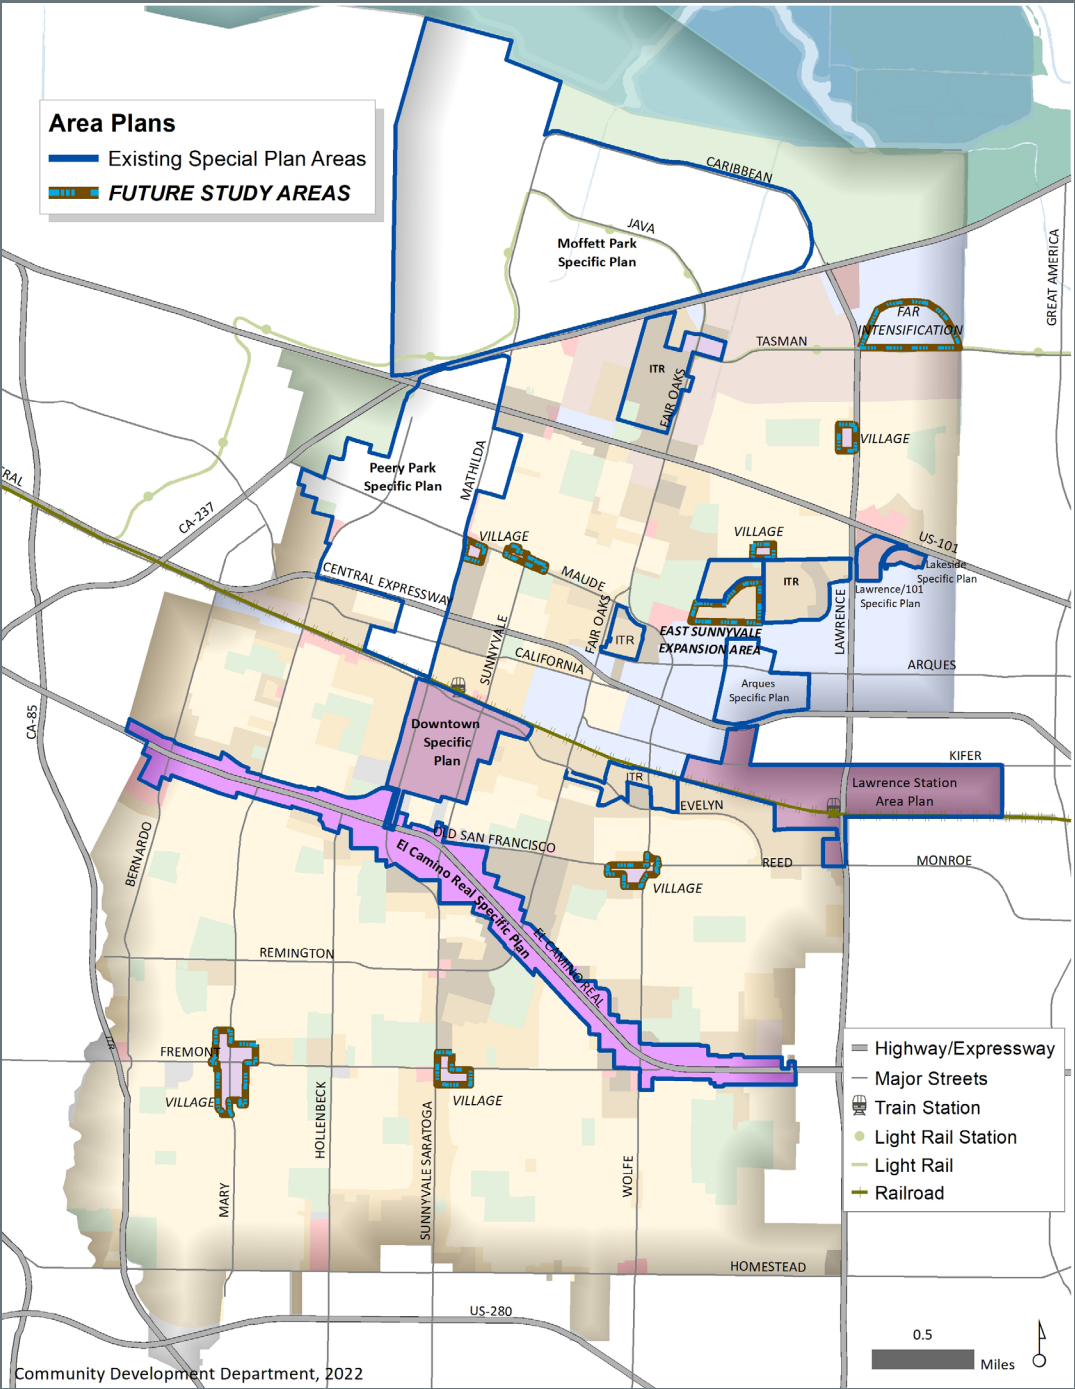 Area Plans
Existing Special Plan Areas
FUTURE STUDY AREAS
CARIBBEAN
JAVA
Moffett Park
Specific Plan
GREAT AMERICA
FAR
INTENSIFICATION
TASMAN
ITR
FAIR OAKS
VILLAGE
MATHILDA
Peery Park
Specific Plan
RAL
CA-237
US-101
VILLAGE
VILLAGE
Lakeside
Specific Plan
MAUDE
CENTRAL EXPRESSWAY
ITR
Lawrence/101
Specific Plan
FAIR OAKS
LAWRENCE
EAST SUNNYVALE
EXPANSION AREA
ITR
SUNNYVALE
CALIFORNIA
ARQUES
Arques
Specific Plan
CA-85
Downtown
Specific
Plan
KIFER
ITR
Lawrence Station
Area Plan
EVELYN
OLD SAN FRANCISCO
BERNARDO
El Camino Real Specific Plan
REED
MONROE
VILLAGE
EL CAMINO REAL
REMINGTON
FREMONT
VILLAGE
VILLAGE
HOLLENBECK
SUNNYVALE SARATOGA
WOLFE
MARY
Highway/Expressway
Major Streets
Train Station
Light Rail Station
Light Rail
Railroad
HOMESTEAD
US-280
0.5
Miles
Community Development Department, 2022